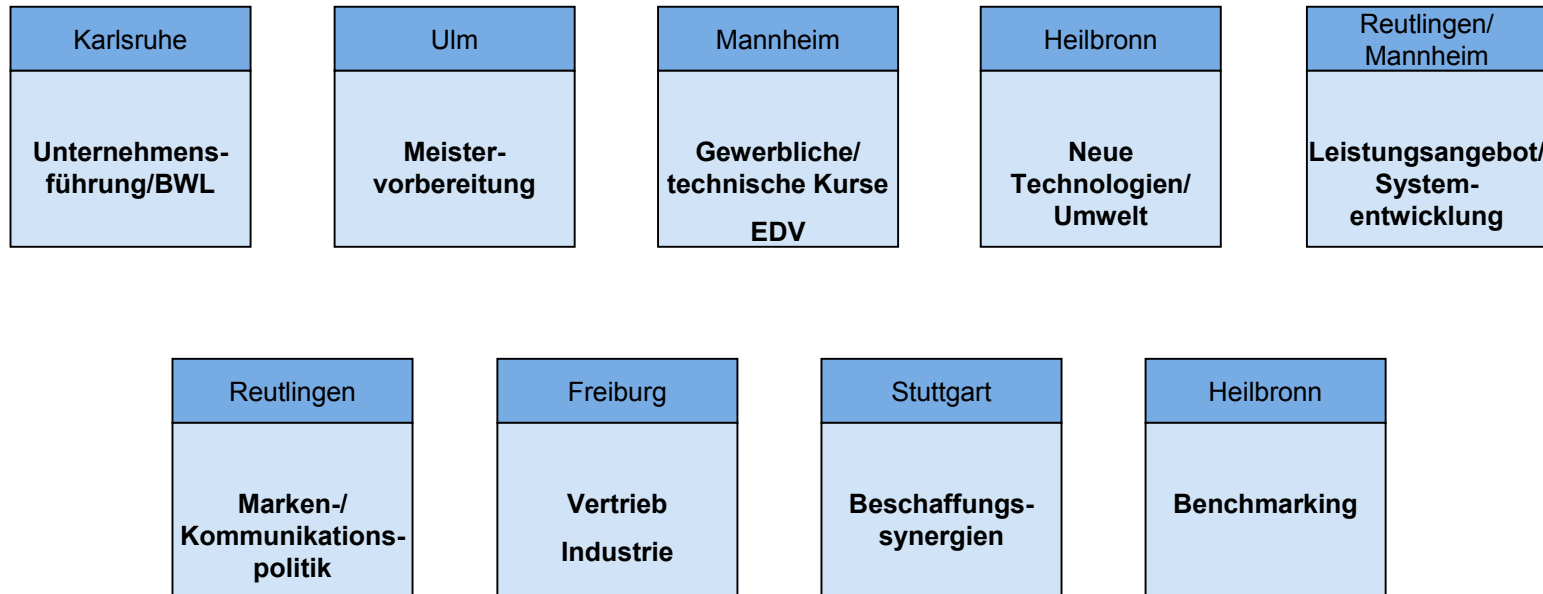 Karlsruhe
Unternehmens-
führung/BWL
Ulm
Meister-
vorbereitung
Mannheim
Gewerbliche/
technische Kurse
EDV
Heilbronn
Neue
Technologien/
Umwelt
Reutlingen/
Mannheim
Leistungsangebot/
System-
entwicklung
Reutlingen
Marken-/
Kommunikations-
politik
Freiburg
Vertrieb
Industrie
Stuttgart
Beschaffungs-
synergien
Heilbronn
Benchmarking